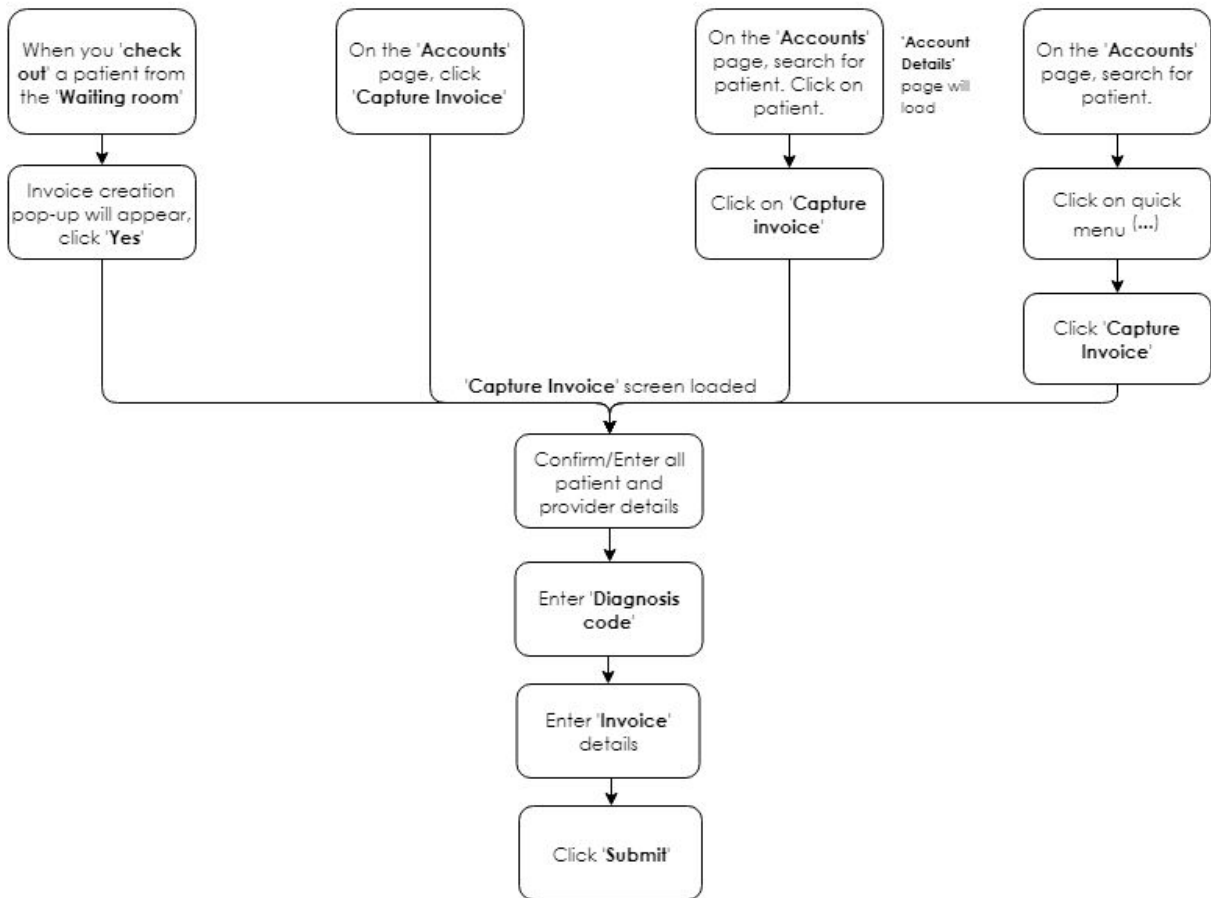 When you 'check
out' a patient from
the 'Waiting room'
Invoice creation
pop-up will appear,
click 'Yes'
On the 'Accounts'
page, click
'Capture Invoice'
On the 'Accounts'
page, search for
patient. Click on
patient.
'Account
Details'
page will
load
Click on 'Capture
invoice'
On the 'Accounts'
page, search for
patient.
Click on quick
menu (...)
Click 'Capture
Invoice'
'Capture Invoice' screen loaded
Confirm/Enter all
patient and
provider details
Enter 'Diagnosis
code'
Enter 'Invoice'
details
Click 'Submit'